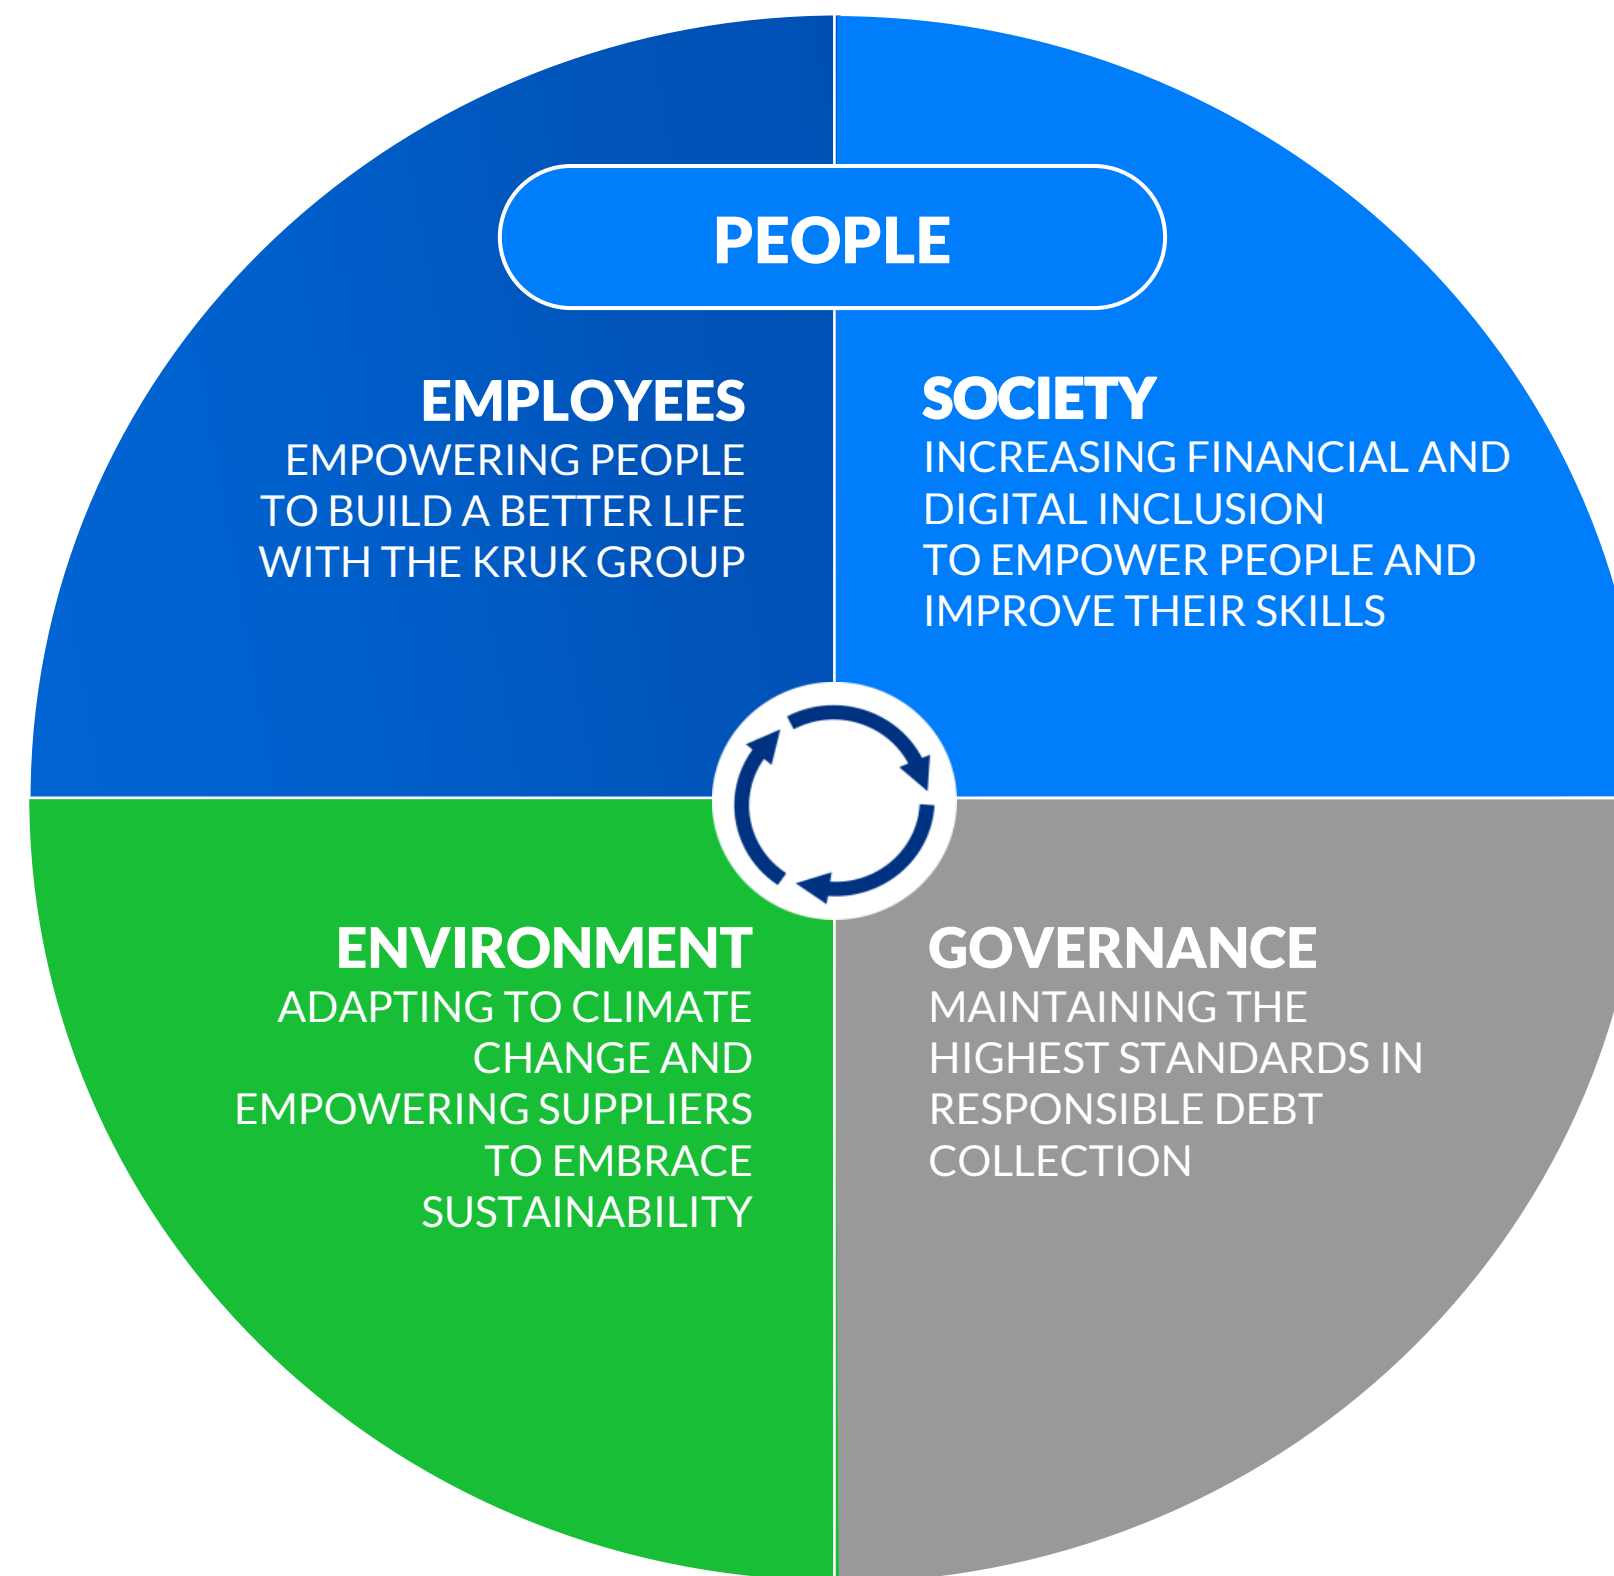 PEOPLE
EMPLOYEES
EMPOWERING PEOPLE
TO BUILD A BETTER LIFE
WITH THE KRUK GROUP
SOCIETY
INCREASING FINANCIAL AND
DIGITAL INCLUSION
TO EMPOWER PEOPLE AND
IMPROVE THEIR SKILLS
ENVIRONMENT
ADAPTING TO CLIMATE
CHANGE AND
EMPOWERING SUPPLIERS
TO EMBRACE
SUSTAINABILITY
GOVERNANCE
MAINTAINING THE
HIGHEST STANDARDS IN
RESPONSIBLE DEBT
COLLECTION